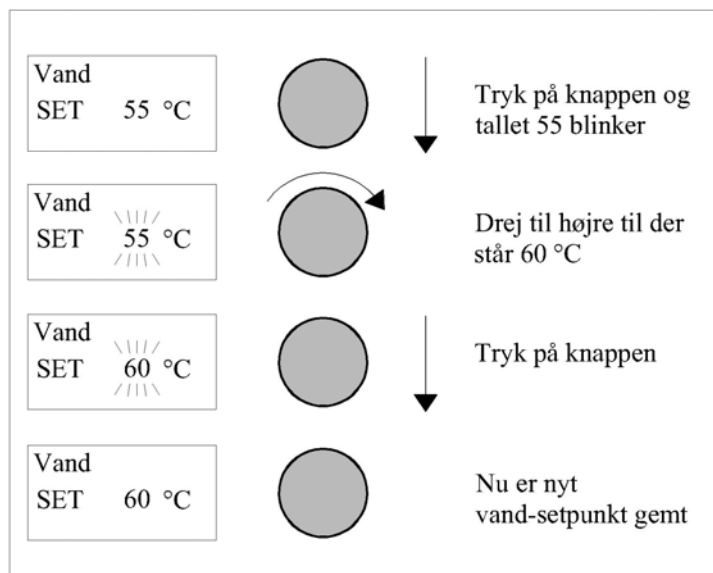 Vand
SET 55 °C
Tryk på knappen og
tallet 55 blinker
Vand
SET 55 °C
Drej til højre til der
står 60 °C
Vand
SET 60 °C
Tryk på knappen
Vand
SET 60 °C
Nu er nyt
vand-setpunkt gemt